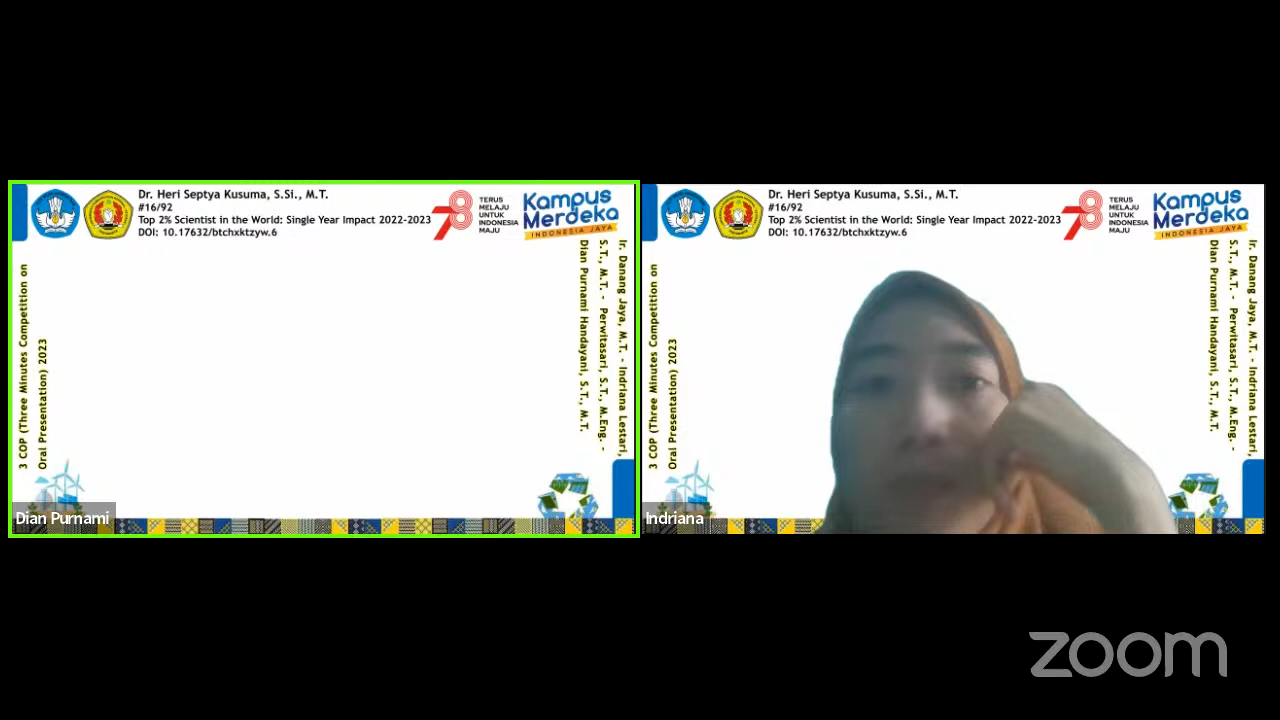 Dr. Heri Septya Kusuma, S.Si., M.T.
#16/92
Top 2% Scientist in the World: Single Year Impact 2022-2023
DOI: 10.17632/btchxktzyw.6
78
TERUS
MELAJU
UNTUK
INDONESIA
MAJU
Kampus
Merdeka
INDONESIA JAYA
3 COP (Three Minutes Competition on
Oral Presentation) 2023
Ir. Danang Jaya, M.T. - Indriana Lestari,
S.T., M.T. - Perwitasari, S.T., M.Eng. -
Dian Purnami Handayani, S.T., M.T.
Dian Purnami
Dr. Heri Septya Kusuma, S.Si., M.T.
#16/92
Top 2% Scientist in the World: Single Year Impact 2022-2023
DOI: 10.17632/btchxktzyw.6
78
TERUS
MELAJU
UNTUK
INDONESIA
MAJU
Kampus
Merdeka
INDONESIA JAYA
3 COP (Three Minutes Competition on
Oral Presentation) 2023
Ir. Danang Jaya, M.T. - Indriana Lestari,
S.T., M.T. - Perwitasari, S.T., M.Eng. -
Dian Purnami Handayani, S.T., M.T.
Indriana
zoom